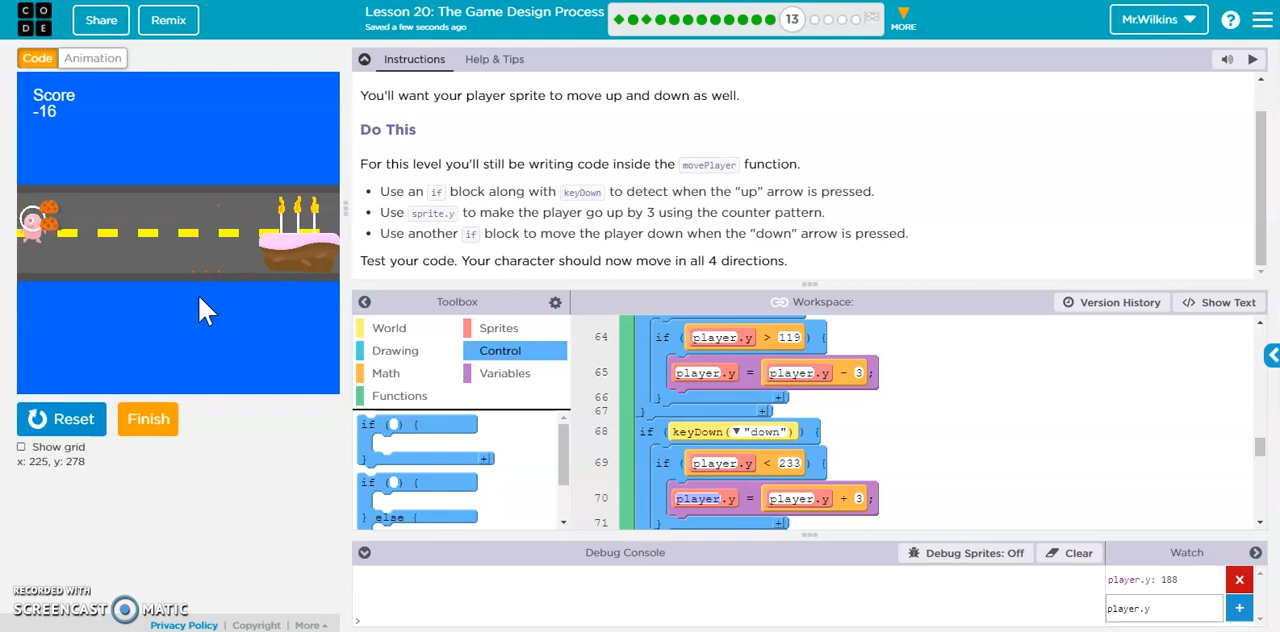 C O
D E
Share
Remix
Lesson 20: The Game Design Process
Saved a few seconds ago
13
MORE
Mr.Wilkins
?
Code
Animation
Instructions
Help & Tips
Score
-16
You'll want your player sprite to move up and down as well.
Do This
For this level you'll still be writing code inside the movePlayer function.
• Use an if block along with keyDown to detect when the "up" arrow is pressed.
• Use sprite.y to make the player go up by 3 using the counter pattern.
• Use another if block to move the player down when the "down" arrow is pressed.
Test your code. Your character should now move in all 4 directions.
Toolbox
Workspace:
Version History
</> Show Text
World
Sprites
Drawing
Control
Math
Variables
Functions
if ( ) {
}
if ( ) {
} else {
64 if ( player.y > 119 ) {
65 player.y = player.y - 3 ;
66 }
67 }
68 if ( keyDown( "down" ) ) {
69 if ( player.y < 233 ) {
70 player.y = player.y + 3 ;
71 }
Reset
Finish
Show grid
x: 225, y: 278
Debug Console
Debug Sprites: Off
Clear
Watch
player.y: 188
player.y
>
RECORDED WITH
SCREENCAST MATIC
Privacy Policy | Copyright | More